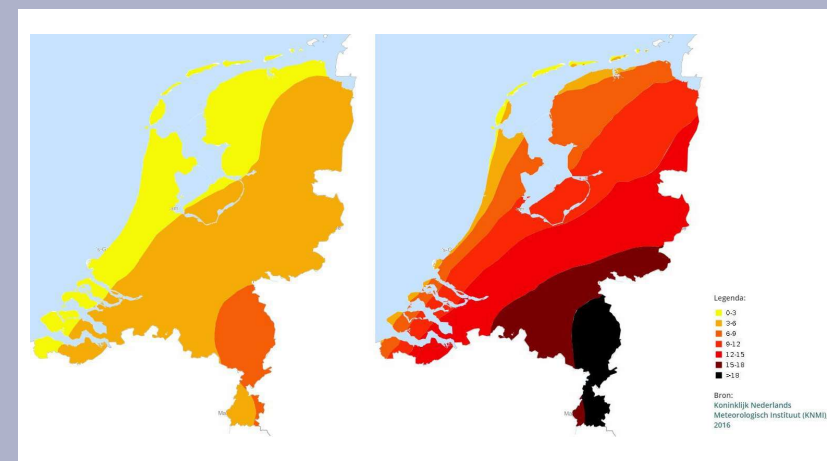 Legenda:
0-3
3-6
6-9
9-12
12-15
15-18
>18
Bron:
Koninklijk Nederlands
Meteorologisch Instituut (KNMI)
2016